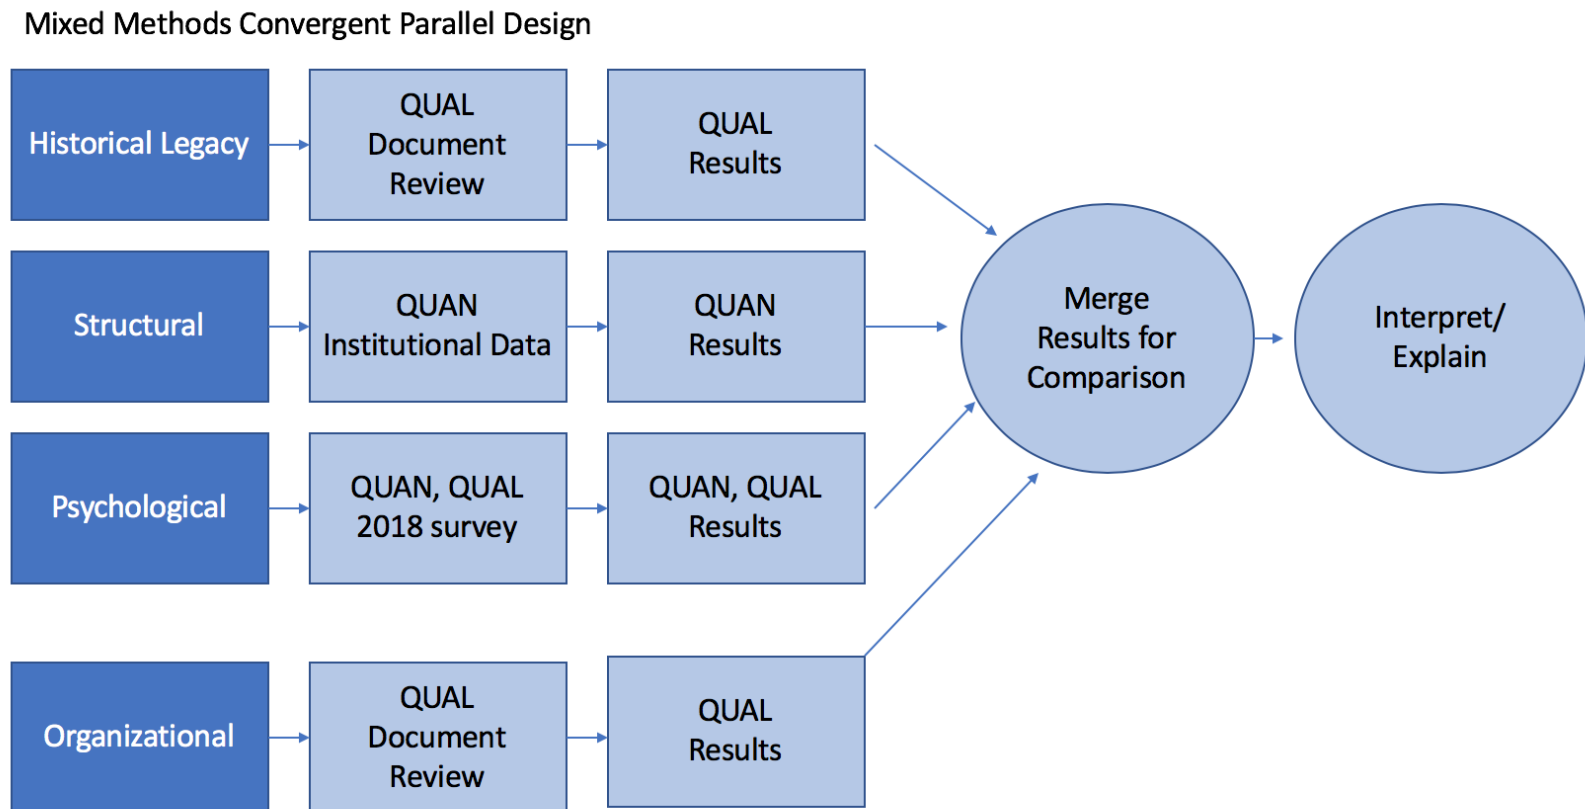 Mixed Methods Convergent Parallel Design
Historical Legacy
QUAL
Document
Review
QUAL
Results
Structural
QUAN
Institutional Data
QUAN
Results
Psychological
QUAN, QUAL
2018 survey
QUAN, QUAL
Results
Organizational
QUAL
Document
Review
QUAL
Results
Merge
Results for
Comparison
Interpret/
Explain